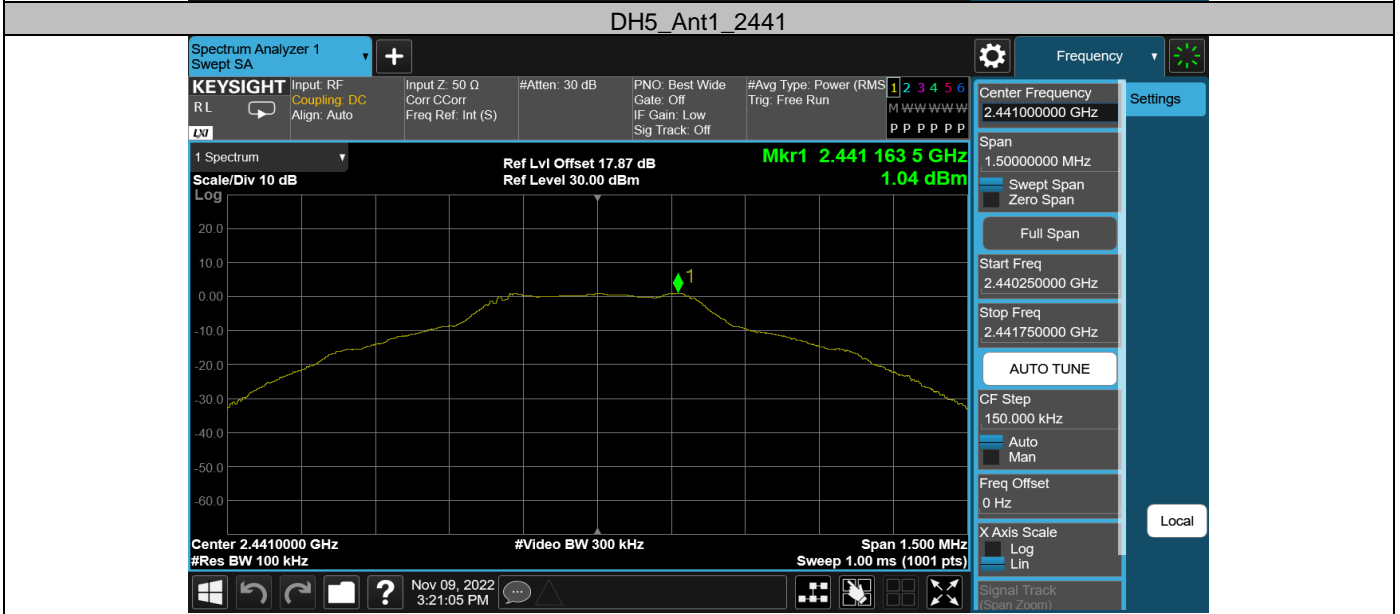 DH5_Ant1_2441
Spectrum Analyzer 1
Swept SA
Frequency
KEYSIGHT
RL
LXI
Input: RF
Coupling: DC
Align: Auto
Input Z: 50 Ω
Corr CCorr
Freq Ref: Int (S)
#Atten: 30 dB
PNO: Best Wide
Gate: Off
IF Gain: Low
Sig Track: Off
#Avg Type: Power (RMS
Trig: Free Run
1 2 3 4 5 6
M W W W W W
P P P P P P
1 Spectrum
Scale/Div 10 dB
Ref Lvl Offset 17.87 dB
Ref Level 30.00 dBm
Mkr1 2.441 163 5 GHz
1.04 dBm
Log
20.0
10.0
0.00
-10.0
-20.0
-30.0
-40.0
-50.0
-60.0
1
Center 2.4410000 GHz
#Res BW 100 kHz
#Video BW 300 kHz
Span 1.500 MHz
Sweep 1.00 ms (1001 pts)
Center Frequency
2.441000000 GHz
Span
1.50000000 MHz
Swept Span
Zero Span
Full Span
Start Freq
2.440250000 GHz
Stop Freq
2.441750000 GHz
AUTO TUNE
CF Step
150.000 kHz
Auto
Man
Freq Offset
0 Hz
X Axis Scale
Log
Lin
Signal Track
(Span Zoom)
Settings
Local
Nov 09, 2022
3:21:05 PM